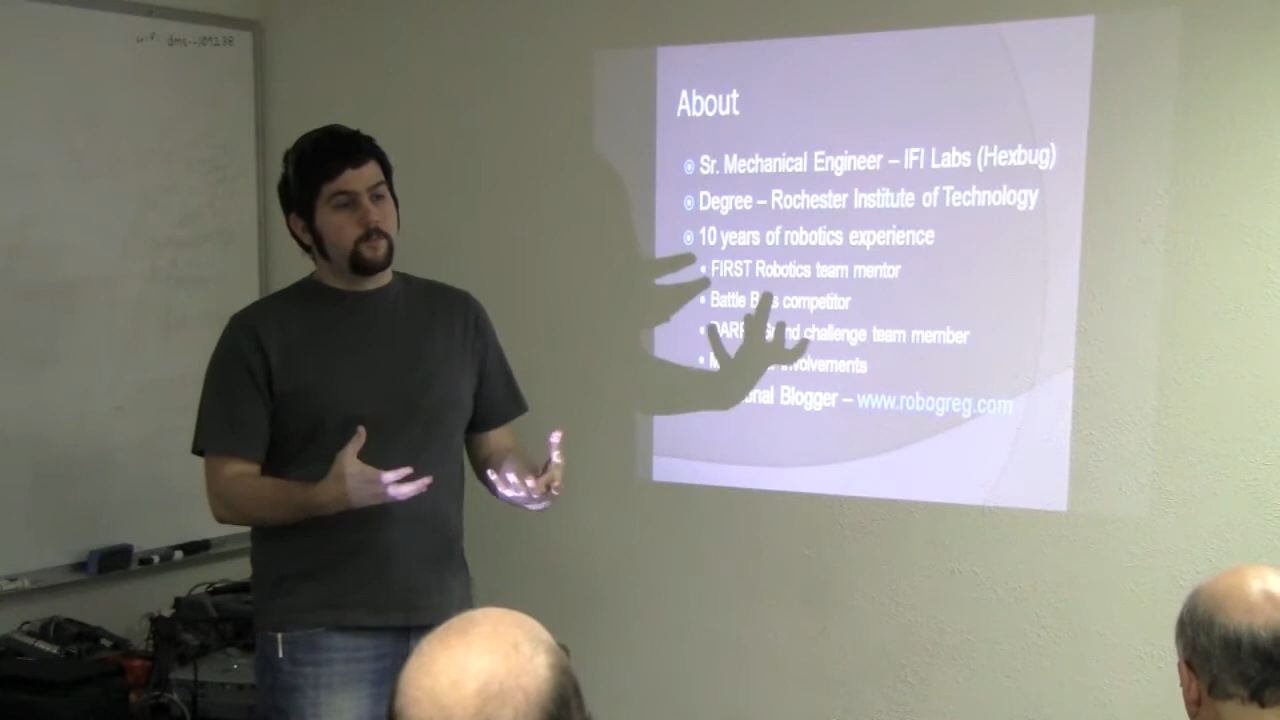 wifi dms--109238
About
Sr. Mechanical Engineer – IFI Labs (Hexbug)
Degree – Rochester Institute of Technology
10 years of robotics experience
FIRST Robotics team mentor
Battle competitor
challenge team member
involvements
Blogger – www.robogreg.com